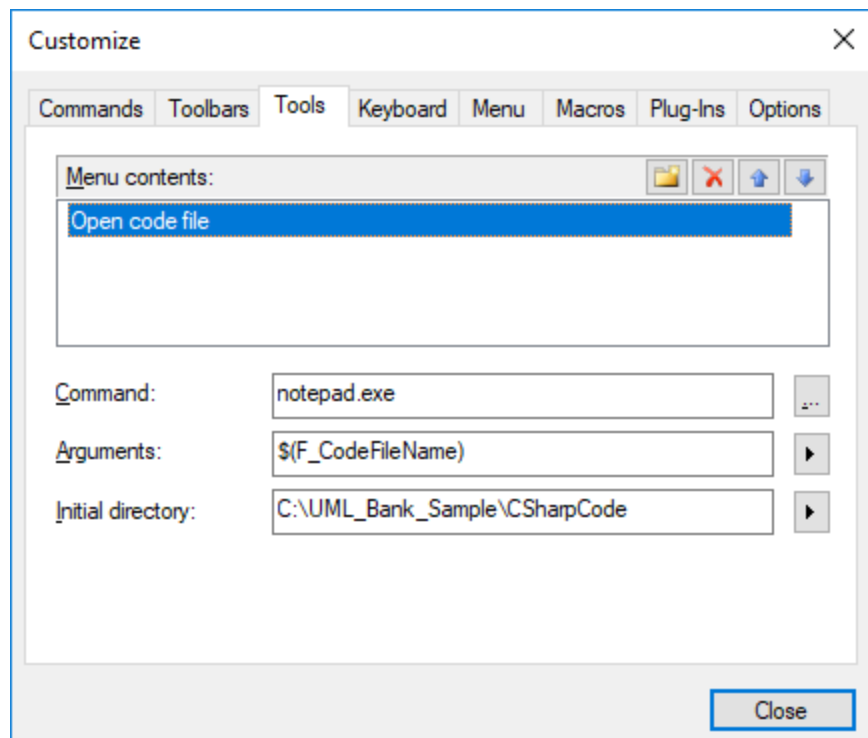 Customize
Commands Toolbars Tools Keyboard Menu Macros Plug-Ins Options
Menu contents:
Open code file
Command: notepad.exe ...
Arguments: $(F_CodeFileName)
Initial directory: C:\UML_Bank_Sample\CSharpCode
Close